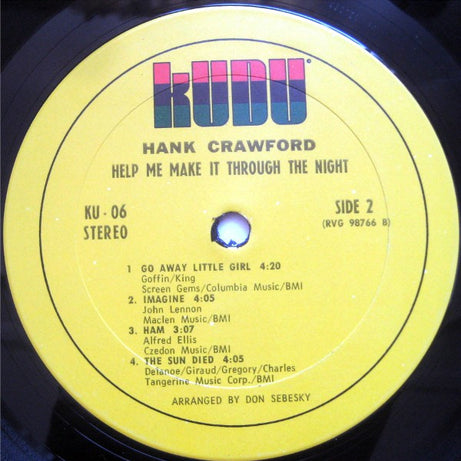 KUDU
HANK CRAWFORD
HELP ME MAKE IT THROUGH THE NIGHT
KU - 06
STEREO
SIDE 2
(RVG 98766 B)
1 GO AWAY LITTLE GIRL 4:20
Goffin/King
Screen Gems/Columbia Music/BMI
2. IMAGINE 4:05
John Lennon
Maclen Music/BMI
3. HAM 3:07
Alfred Ellis
Czedon Music/BMI
4. THE SUN DIED 4:05
Delanoe/Giraud/Gregory/Charles
Tangerine Music Corp./BMI
ARRANGED BY DON SEBESKY